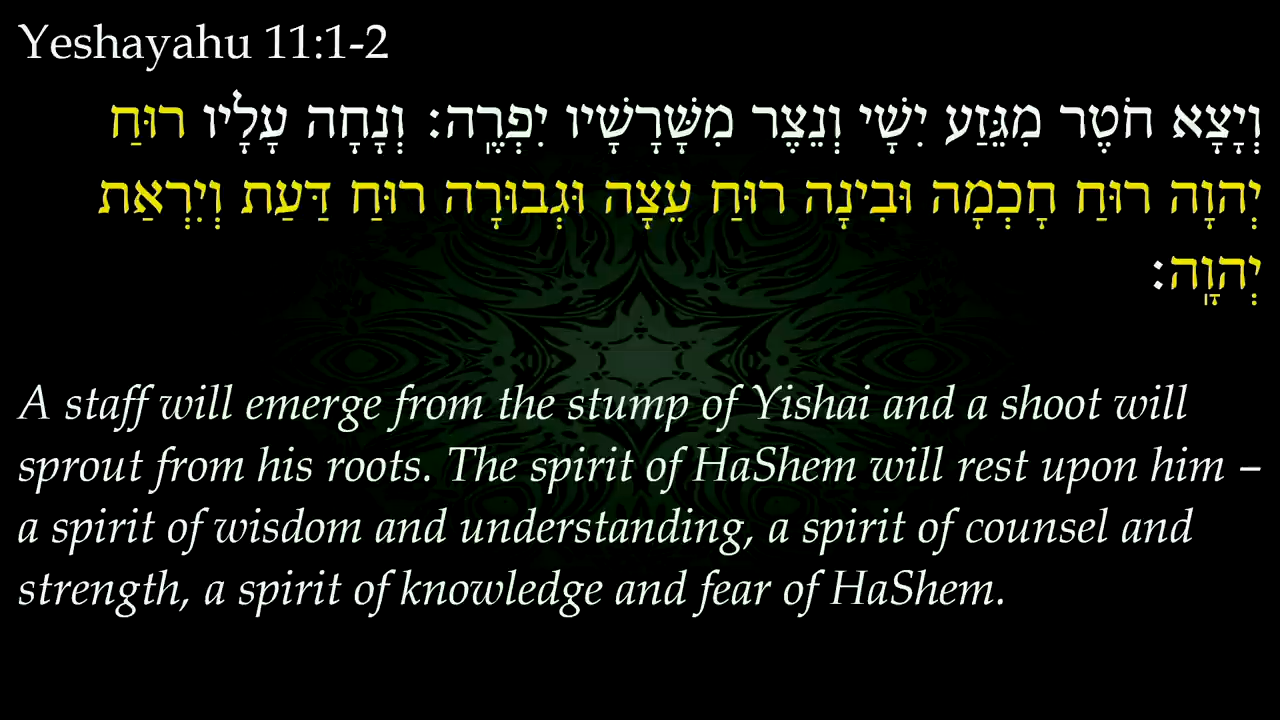 Yeshayahu 11:1-2
וְיָצָא חֹטֶר מִגֵּזַע יִשָׁי וְנֵצֶר מִשָּׁרָשָׁיו יִפְרֶֽה׃ וְנָחָה עָלָיו רוּחַ
יְהוָה רוּחַ חָכְמָה וּבִינָה רוּחַ עֵצָה וּגְבוּרָה רוּחַ דַּעַת וְיִרְאַת
יְהוָֽה׃
A staff will emerge from the stump of Yishai and a shoot will
sprout from his roots. The spirit of HaShem will rest upon him –
a spirit of wisdom and understanding, a spirit of counsel and
strength, a spirit of knowledge and fear of HaShem.